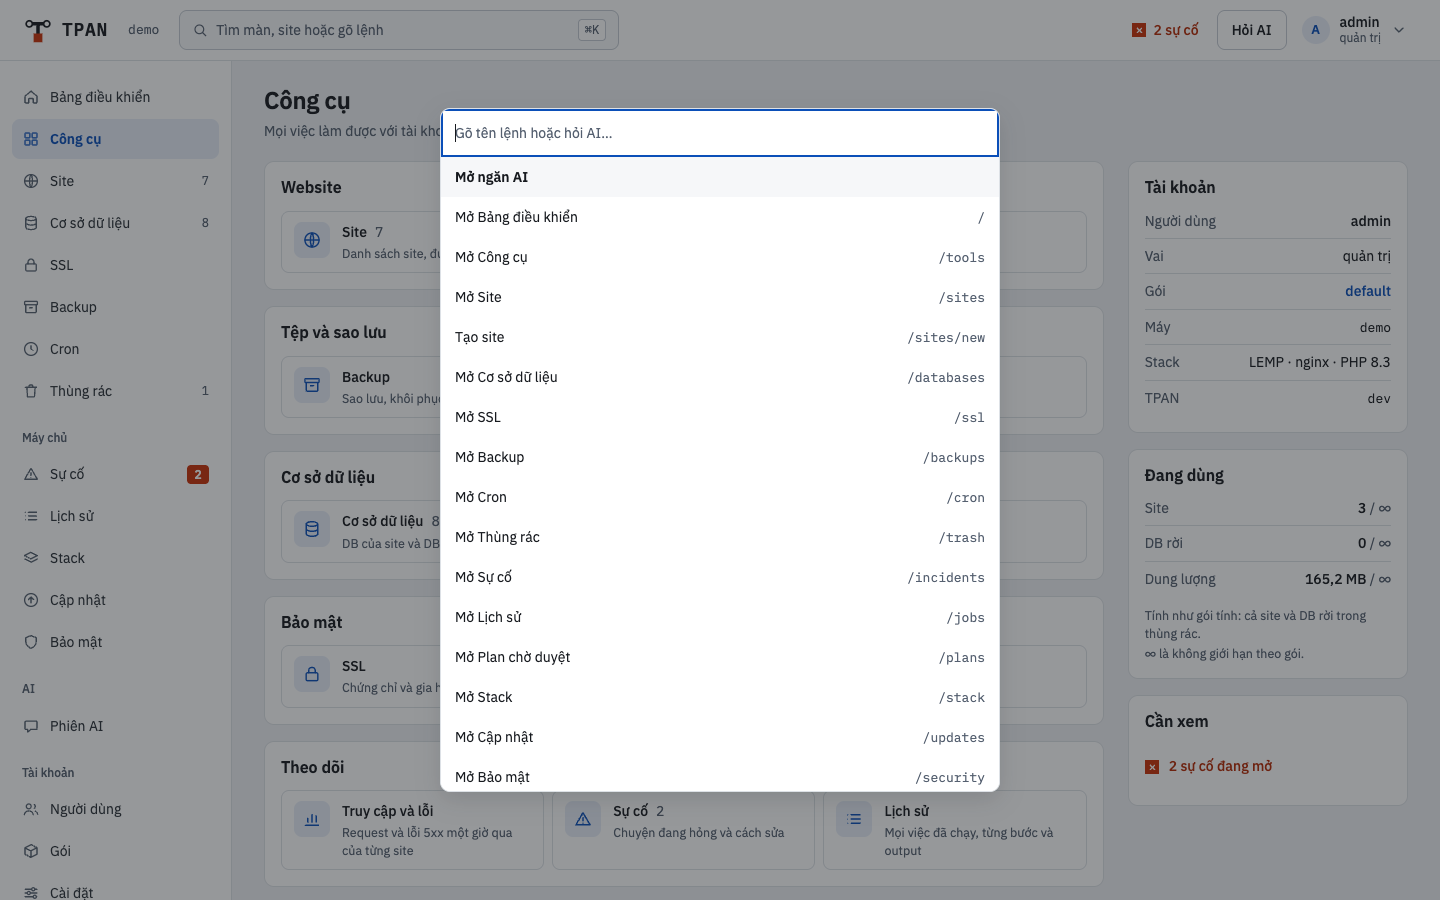 TPAN
demo
Tìm màn, site hoặc gõ lệnh
⌘K
2 sự cố
Hỏi AI
A
admin
quản trị
Bảng điều khiển
Công cụ
Site 7
Cơ sở dữ liệu 8
SSL
Backup
Cron
Thùng rác 1
Máy chủ
Sự cố 2
Lịch sử
Stack
Cập nhật
Bảo mật
AI
Phiên AI
Tài khoản
Người dùng
Gói
Cài đặt
Công cụ
Mọi việc làm được với tài kho
Website
Site 7
Danh sách site, đư
Tệp và sao lưu
Backup
Sao lưu, khôi phục
Cơ sở dữ liệu
Cơ sở dữ liệu 8
DB của site và DB
Bảo mật
SSL
Chứng chỉ và gia h
Theo dõi
Truy cập và lỗi
Request và lỗi 5xx một giờ qua
của từng site
Sự cố 2
Chuyện đang hỏng và cách sửa
Lịch sử
Mọi việc đã chạy, từng bước và
output
Gõ tên lệnh hoặc hỏi AI...
Mở ngăn AI
Mở Bảng điều khiển /
Mở Công cụ /tools
Mở Site /sites
Tạo site /sites/new
Mở Cơ sở dữ liệu /databases
Mở SSL /ssl
Mở Backup /backups
Mở Cron /cron
Mở Thùng rác /trash
Mở Sự cố /incidents
Mở Lịch sử /jobs
Mở Plan chờ duyệt /plans
Mở Stack /stack
Mở Cập nhật /updates
Mở Bảo mật /security
Tài khoản
Người dùng admin
Vai quản trị
Gói default
Máy demo
Stack LEMP · nginx · PHP 8.3
TPAN dev
Đang dùng
Site 3 / ∞
DB rời 0 / ∞
Dung lượng 165,2 MB / ∞
Tính như gói tính: cả site và DB rời trong
thùng rác.
∞ là không giới hạn theo gói.
Cần xem
2 sự cố đang mở